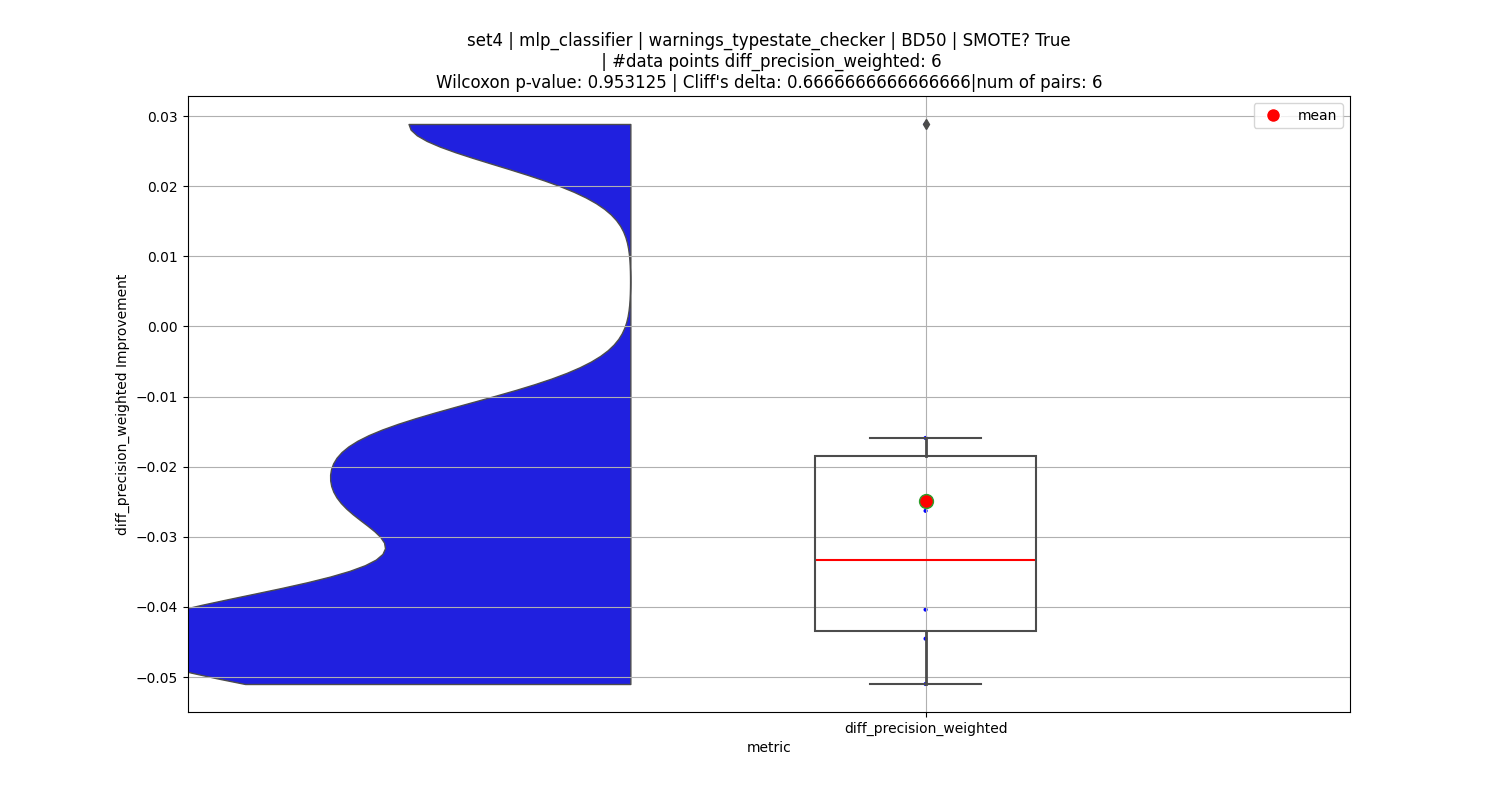 set4 | mlp_classifier | warnings_typestate_checker | BD50 | SMOTE? True
| #data points diff_precision_weighted: 6
Wilcoxon p-value: 0.953125 | Cliff's delta: 0.6666666666666666|num of pairs: 6
mean
0.03
0.02
0.01
0.00
−0.01
−0.02
−0.03
−0.04
−0.05
diff_precision_weighted Improvement
diff_precision_weighted
metric